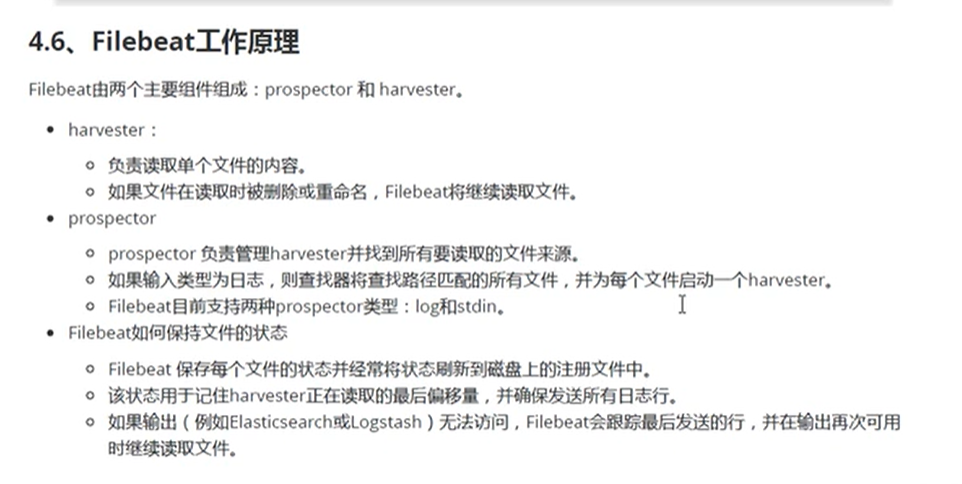 4.6、Filebeat工作原理
Filebeat由两个主要组件组成：prospector 和 harvester。
harvester：
负责读取单个文件的内容。
如果文件在读取时被删除或重命名，Filebeat将继续读取文件。
prospector
prospector 负责管理harvester并找到所有要读取的文件来源。
如果输入类型为日志，则查找器将查找路径匹配的所有文件，并为每个文件启动一个harvester。
Filebeat目前支持两种prospector类型：log和stdin。
Filebeat如何保持文件的状态
Filebeat 保存每个文件的状态并经常将状态刷新到磁盘上的注册文件中。
该状态用于记住harvester正在读取的最后偏移量，并确保发送所有日志行。
如果输出（例如Elasticsearch或Logstash）无法访问，Filebeat会跟踪最后发送的行，并在输出再次可用
时继续读取文件。